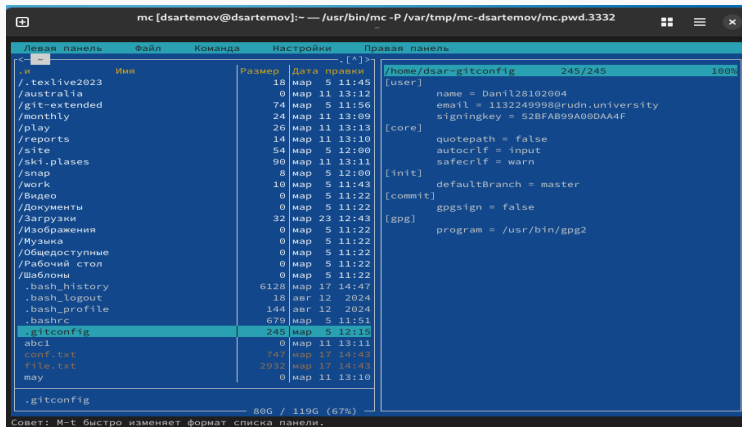 mc [dsartemov@dsartemov]:~ — /usr/bin/mc -P /var/tmp/mc-dsartemov/mc.pwd.3332
Левая панель Файл Команда Настройки Правая панель
<— ~ .[^]>
.и Имя Размер Дата правки
/.texlive2023 18 мар 5 11:45
/australia 0 мар 11 13:12
/git-extended 74 мар 5 11:56
/monthly 24 мар 11 13:09
/play 26 мар 11 13:13
/reports 14 мар 11 13:10
/site 54 мар 5 12:00
/ski.plases 90 мар 11 13:11
/snap 8 мар 5 12:00
/work 10 мар 5 11:43
/Видео 0 мар 5 11:22
/Документы 0 мар 5 11:22
/Загрузки 32 мар 23 12:43
/Изображения 0 мар 5 11:22
/Музыка 0 мар 5 11:22
/Общедоступные 0 мар 5 11:22
/Рабочий стол 0 мар 5 11:22
/Шаблоны 0 мар 5 11:22
.bash_history 6128 мар 17 14:47
.bash_logout 18 авг 12 2024
.bash_profile 144 авг 12 2024
.bashrc 679 мар 5 11:51
.gitconfig 245 мар 5 12:15
abc1 0 мар 11 13:11
conf.txt 747 мар 17 14:43
file.txt 2932 мар 17 14:43
may 0 мар 11 13:10
.gitconfig
80G / 119G (67%)
/home/dsar~gitconfig 245/245 100%
[user]
name = Danil28102004
email = 1132249998@rudn.university
signingkey = 52BFAB99A00DAA4F
[core]
quotepath = false
autocrlf = input
safecrlf = warn
[init]
defaultBranch = master
[commit]
gpgsign = false
[gpg]
program = /usr/bin/gpg2
Совет: M-t быстро изменяет формат списка панели.